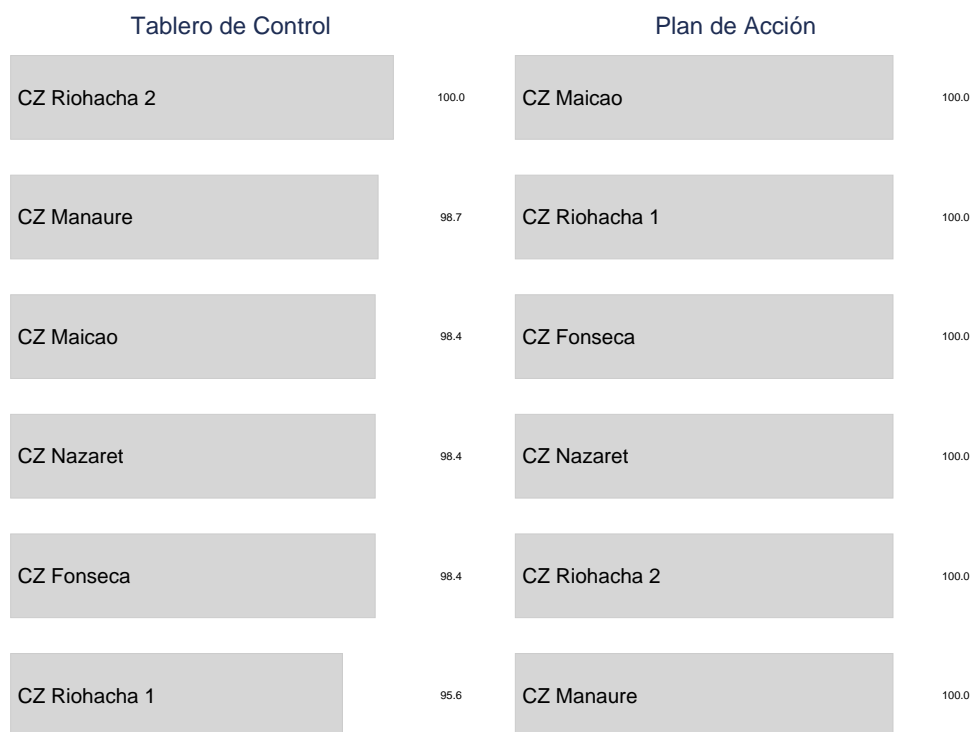 Tablero de Control
CZ Riohacha 2 100.0
CZ Manaure 98.7
CZ Maicao 98.4
CZ Nazaret 98.4
CZ Fonseca 98.4
CZ Riohacha 1 95.6
Plan de Acción
CZ Maicao 100.0
CZ Riohacha 1 100.0
CZ Fonseca 100.0
CZ Nazaret 100.0
CZ Riohacha 2 100.0
CZ Manaure 100.0